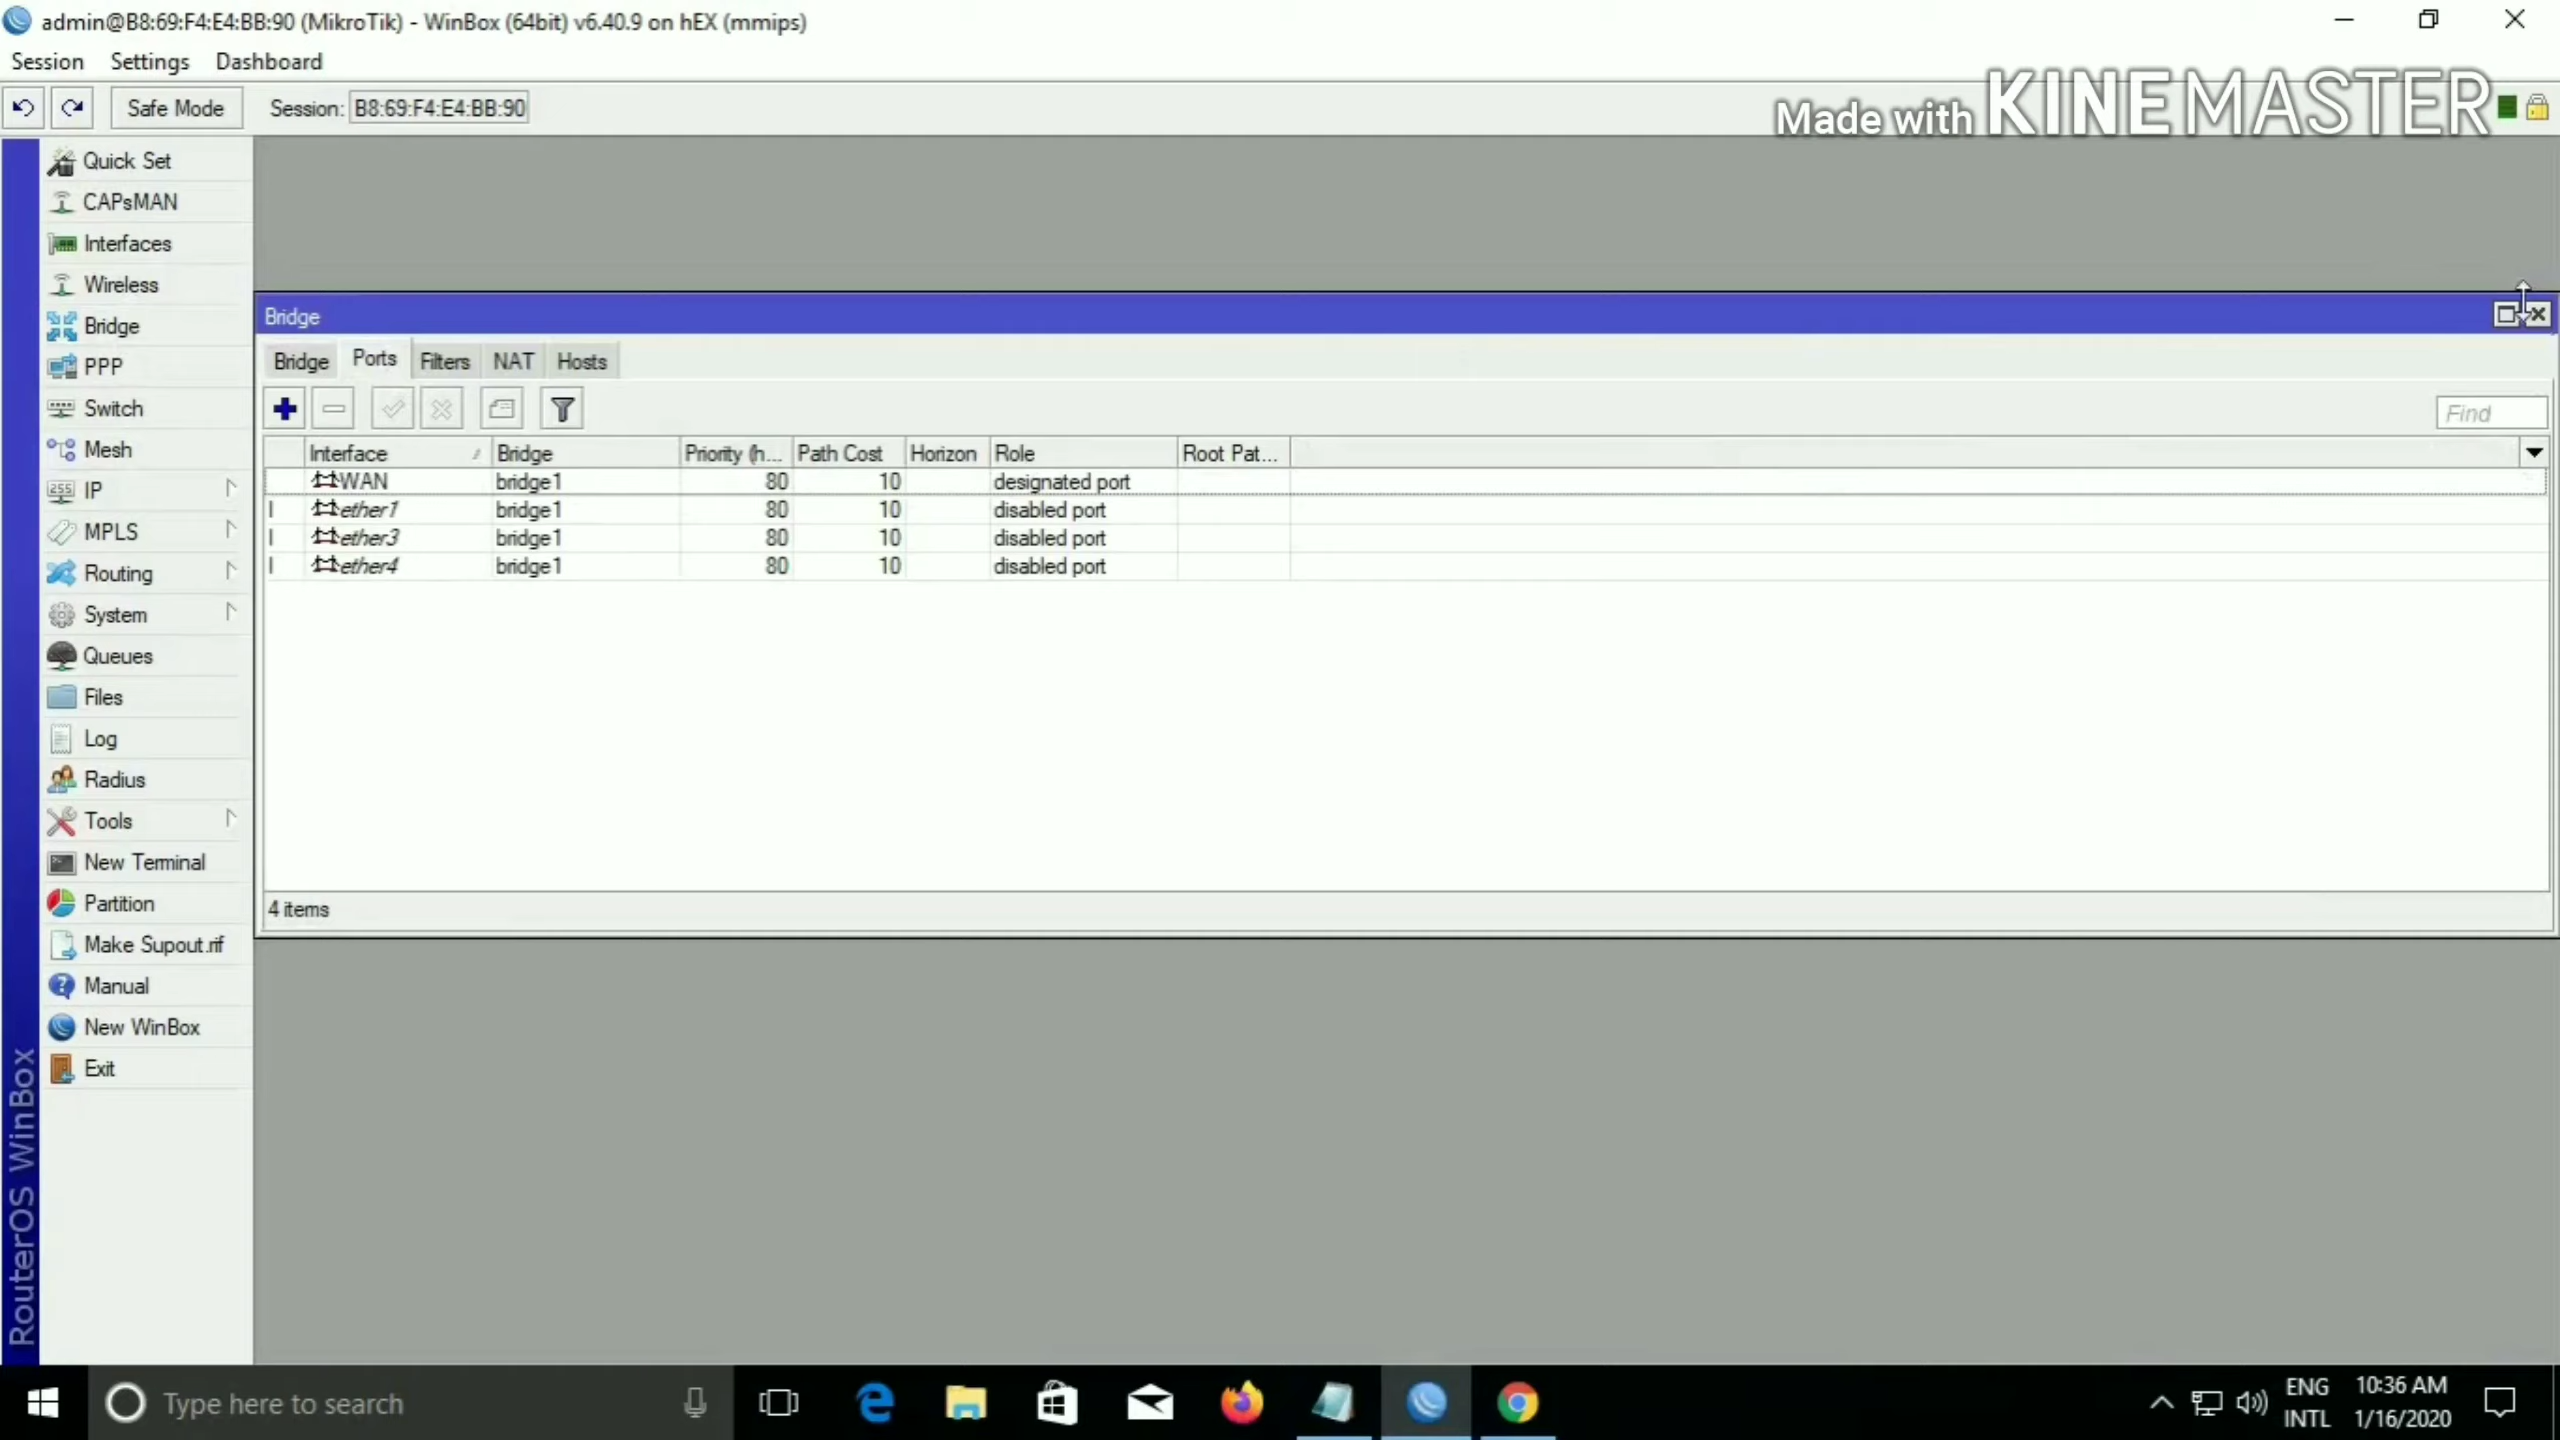 admin@B8:69:F4:E4:BB:90 (MikroTik) - WinBox (64bit) v6.40.9 on hEX (mmips)
Session Settings Dashboard
Safe Mode Session: B8:69:F4:E4:BB:90
Made with KINEMASTER
Quick Set
CAPsMAN
Interfaces
Wireless
Bridge
PPP
Switch
Mesh
IP
MPLS
Routing
System
Queues
Files
Log
Radius
Tools
New Terminal
Partition
Make Supout.rif
Manual
New WinBox
Exit
RouterOS WinBox
Bridge
Bridge Ports Filters NAT Hosts
Find
Interface Bridge Priority (h... Path Cost Horizon Role Root Pat...
WAN bridge1 80 10 designated port
I ether1 bridge1 80 10 disabled port
I ether3 bridge1 80 10 disabled port
I ether4 bridge1 80 10 disabled port
4 items
Type here to search
ENG
INTL
10:36 AM
1/16/2020